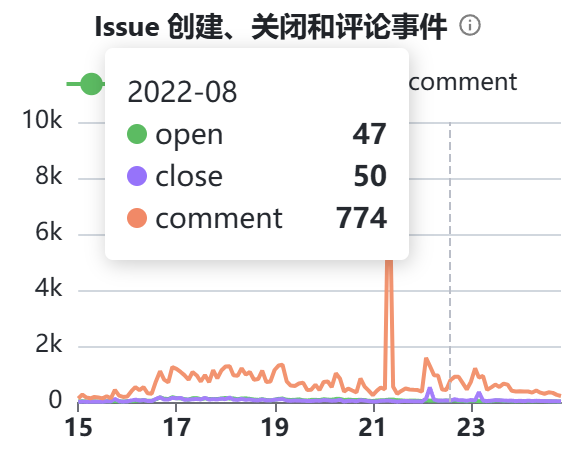 Issue 创建、关闭和评论事件
comment
2022-08
open 47
close 50
comment 774
10k
8k
6k
4k
2k
0
15 17 19 21 23